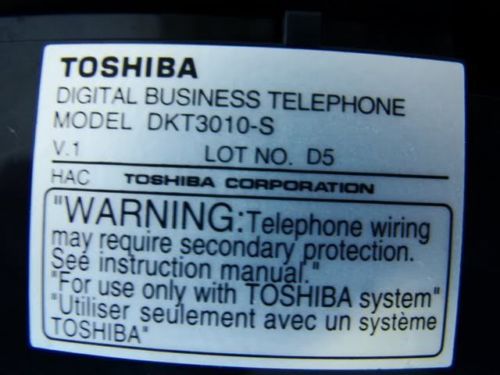 TOSHIBA
DIGITAL BUSINESS TELEPHONE
MODEL DKT3010-S
V.1 LOT NO. D5
HAC TOSHIBA CORPORATION
"WARNING:Telephone wiring
may require secondary protection.
See instruction manual."
"For use only with TOSHIBA system"
"Utiliser seulement avec un système
TOSHIBA"